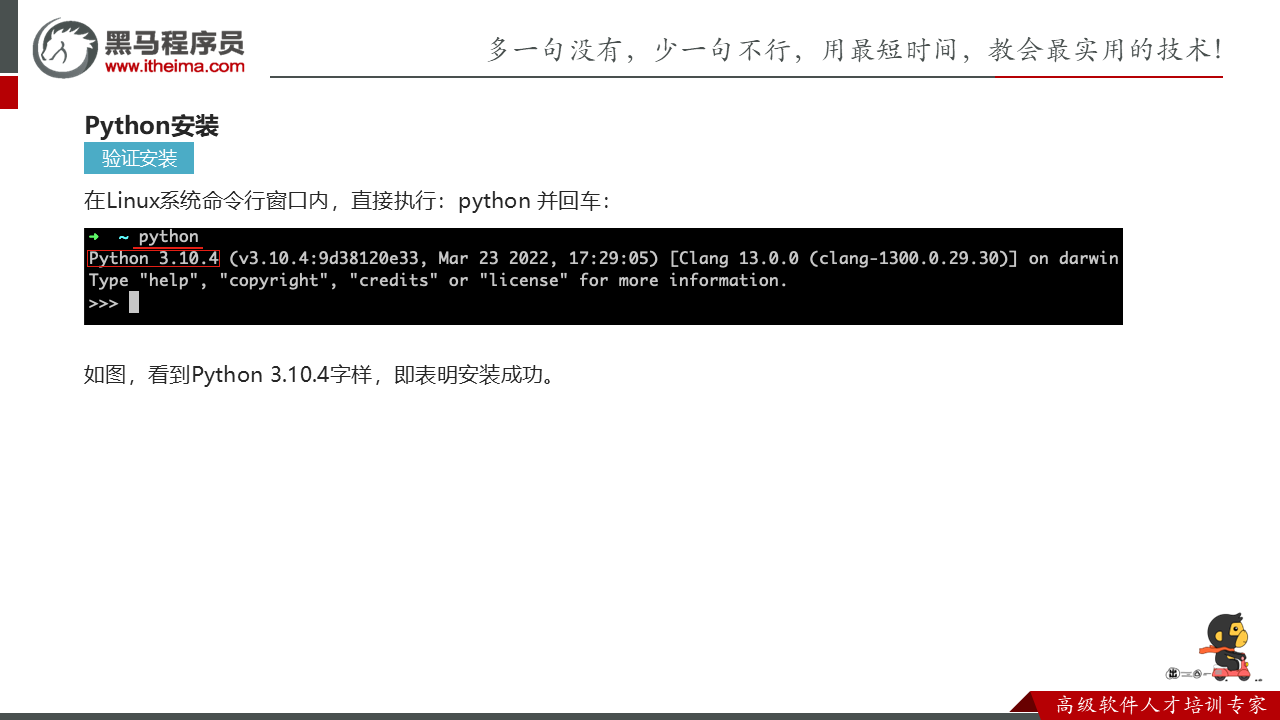 黑马程序员
www.itheima.com
多一句没有，少一句不行，用最短时间，教会最实用的技术！
Python安装
验证安装
在Linux系统命令行窗口内，直接执行：python 并回车：
➜ ~ python
Python 3.10.4 (v3.10.4:9d38120e33, Mar 23 2022, 17:29:05) [Clang 13.0.0 (clang-1300.0.29.30)] on darwin
Type "help", "copyright", "credits" or "license" for more information.
>>>
如图，看到Python 3.10.4字样，即表明安装成功。
高级软件人才培训专家